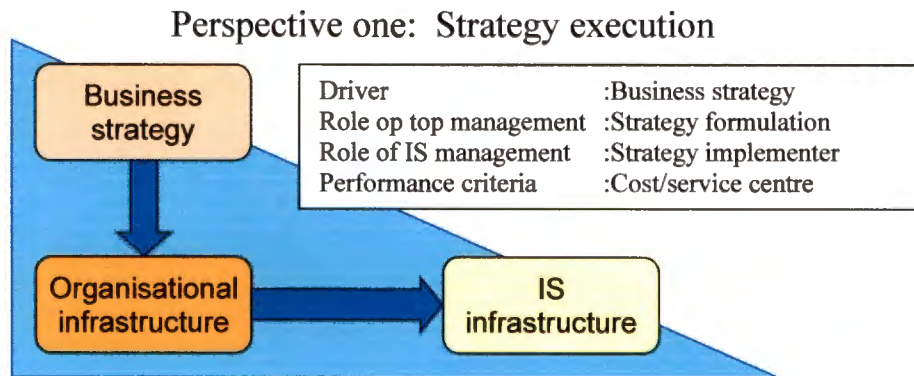 Perspective one: Strategy execution
Business
strategy
Driver :Business strategy
Role op top management :Strategy formulation
Role of IS management :Strategy implementer
Performance criteria :Cost/service centre
Organisational
infrastructure
IS
infrastructure